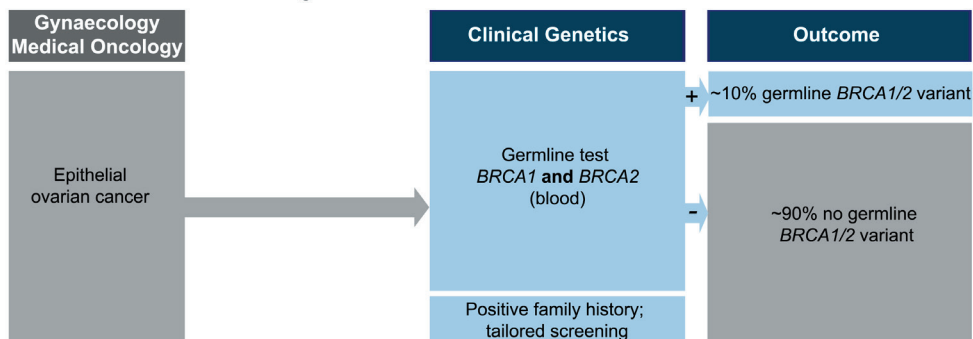 Gynaecology
Medical Oncology
Clinical Genetics
Outcome
Epithelial
ovarian cancer
Germline test
BRCA1 and BRCA2
(blood)
+
~10% germline BRCA1/2 variant
-
~90% no germline
BRCA1/2 variant
Positive family history;
tailored screening